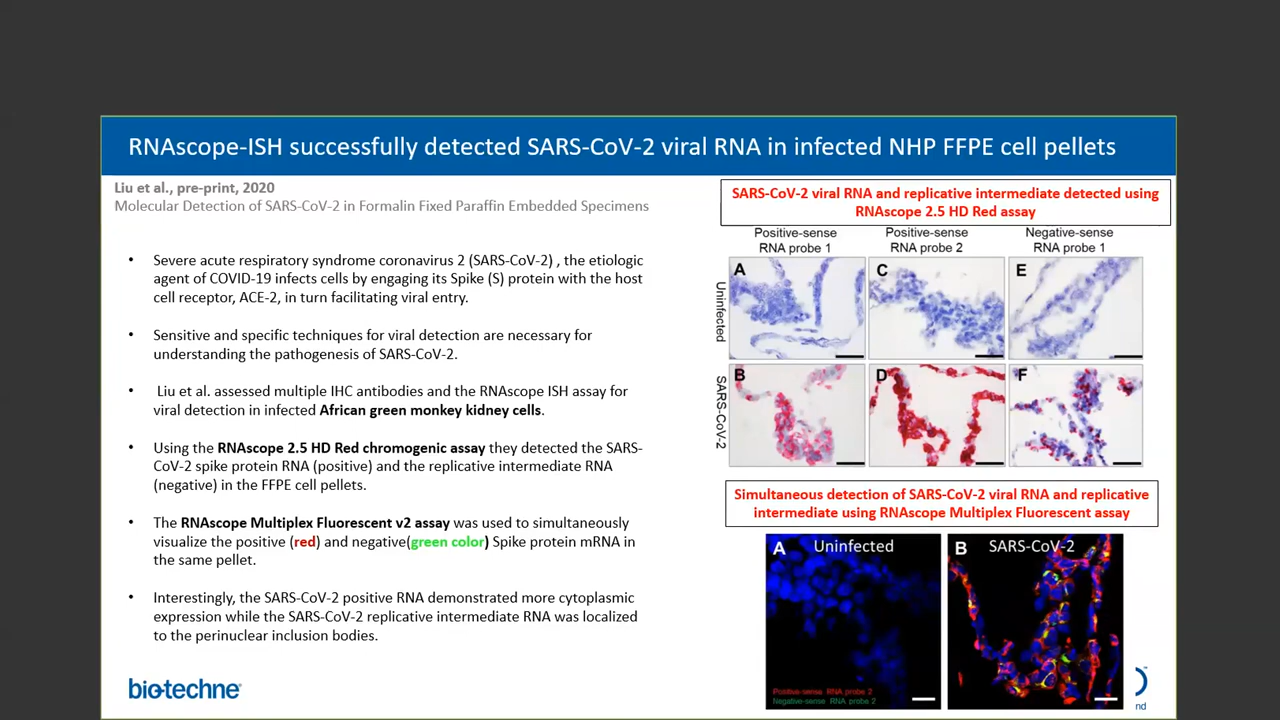 RNAscope-ISH successfully detected SARS-CoV-2 viral RNA in infected NHP FFPE cell pellets
Liu et al., pre-print, 2020
Molecular Detection of SARS-CoV-2 in Formalin Fixed Paraffin Embedded Specimens
• Severe acute respiratory syndrome coronavirus 2 (SARS-CoV-2) , the etiologic
agent of COVID-19 infects cells by engaging its Spike (S) protein with the host
cell receptor, ACE-2, in turn facilitating viral entry.
• Sensitive and specific techniques for viral detection are necessary for
understanding the pathogenesis of SARS-CoV-2.
• Liu et al. assessed multiple IHC antibodies and the RNAscope ISH assay for
viral detection in infected African green monkey kidney cells.
• Using the RNAscope 2.5 HD Red chromogenic assay they detected the SARS-
CoV-2 spike protein RNA (positive) and the replicative intermediate RNA
(negative) in the FFPE cell pellets.
• The RNAscope Multiplex Fluorescent v2 assay was used to simultaneously
visualize the positive (red) and negative(green color) Spike protein mRNA in
the same pellet.
• Interestingly, the SARS-CoV-2 positive RNA demonstrated more cytoplasmic
expression while the SARS-CoV-2 replicative intermediate RNA was localized
to the perinuclear inclusion bodies.
bio-techne®
SARS-CoV-2 viral RNA and replicative intermediate detected using
RNAscope 2.5 HD Red assay
Positive-sense
RNA probe 1
Positive-sense
RNA probe 2
Negative-sense
RNA probe 1
Uninfected
A
C
E
SARS-CoV-2
B
D
F
Simultaneous detection of SARS-CoV-2 viral RNA and replicative
intermediate using RNAscope Multiplex Fluorescent assay
A Uninfected
B SARS-CoV-2
Positive-sense RNA probe 2
Negative-sense RNA probe 2
nd